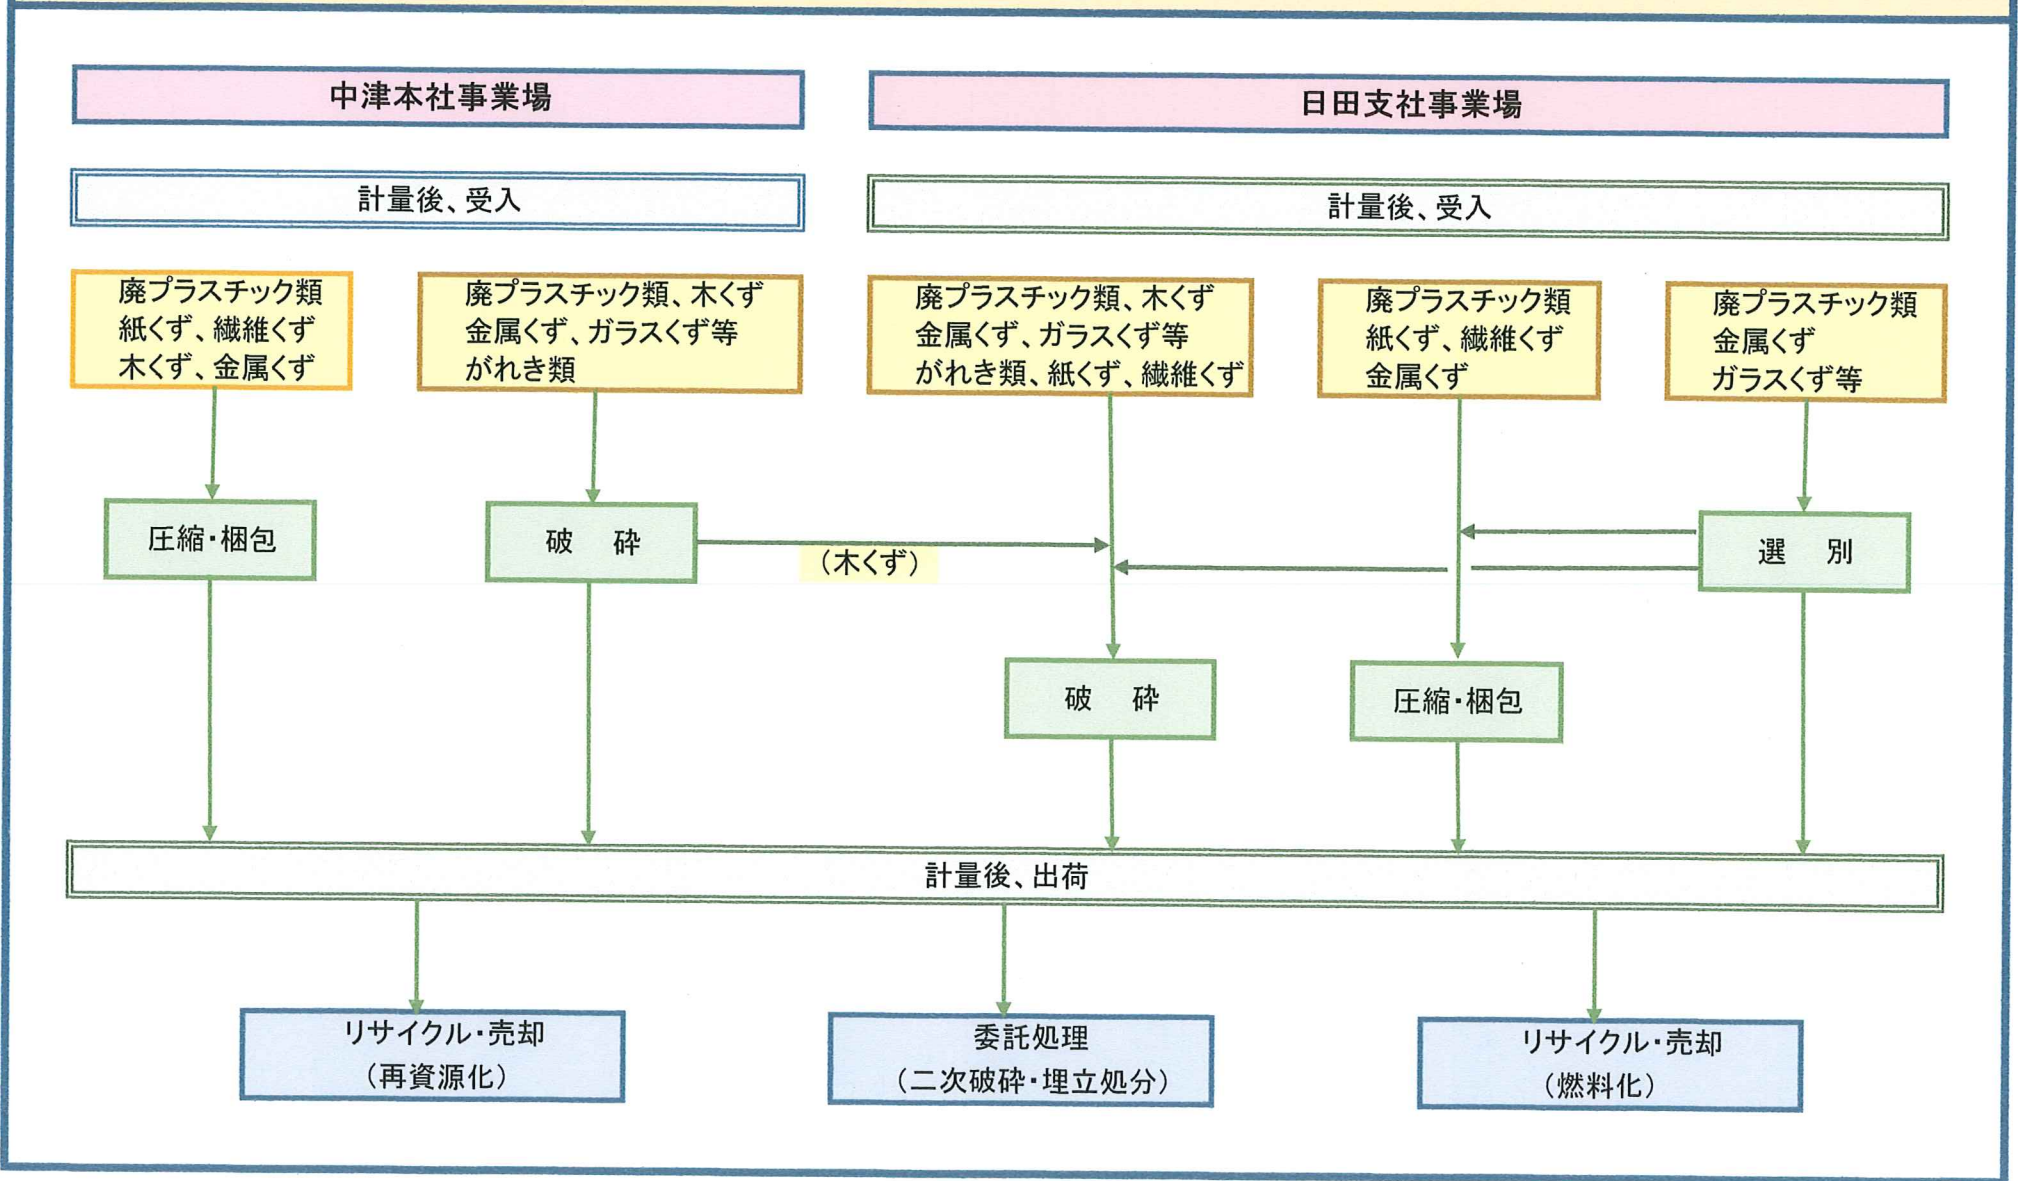 中津本社事業場
日田支社事業場
計量後、受入
計量後、受入
廃プラスチック類
紙くず、繊維くず
木くず、金属くず
廃プラスチック類、木くず
金属くず、ガラスくず等
がれき類
廃プラスチック類、木くず
金属くず、ガラスくず等
がれき類、紙くず、繊維くず
廃プラスチック類
紙くず、繊維くず
金属くず
廃プラスチック類
金属くず
ガラスくず等
圧縮・梱包
破　砕
（木くず）
選　別
破　砕
圧縮・梱包
計量後、出荷
リサイクル・売却
（再資源化）
委託処理
（二次破砕・埋立処分）
リサイクル・売却
（燃料化）